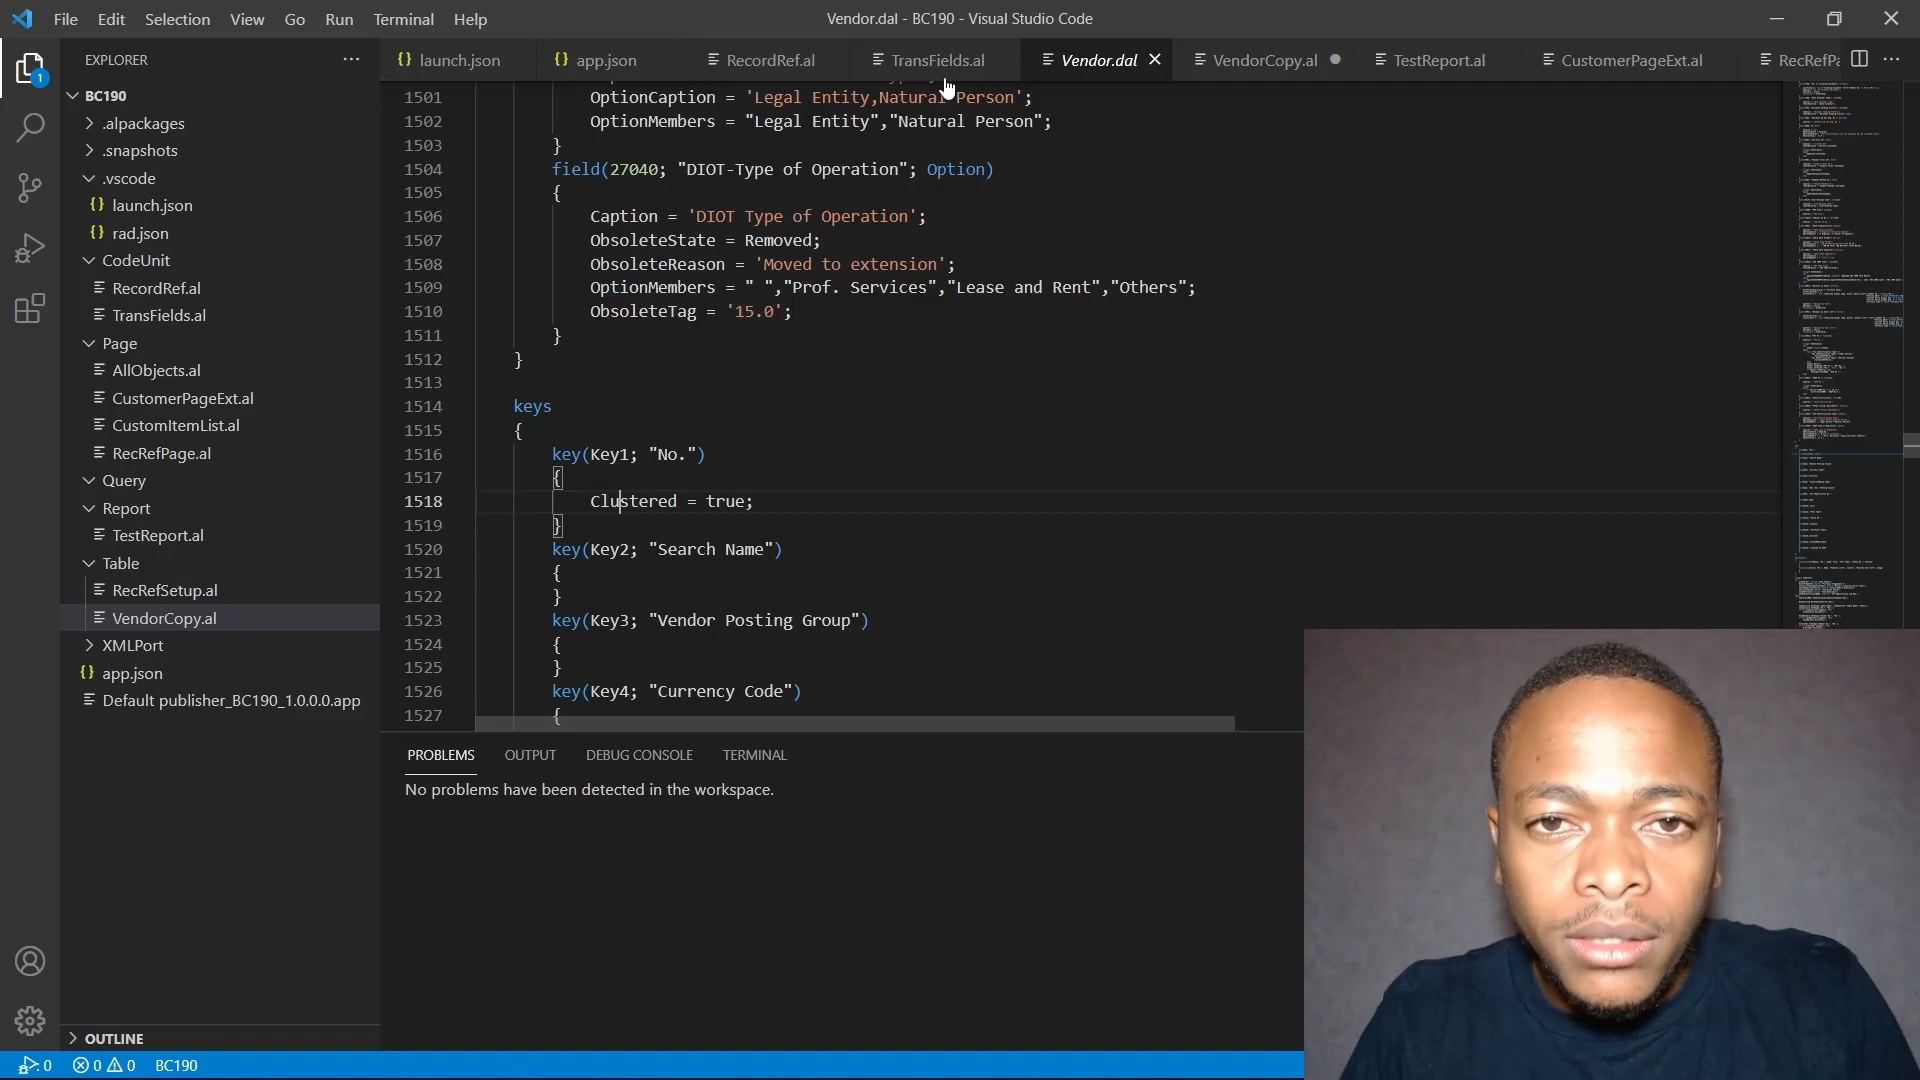 File Edit Selection View Go Run Terminal Help
Vendor.dal - BC190 - Visual Studio Code
EXPLORER
BC190
.alpackages
.snapshots
.vscode
launch.json
rad.json
CodeUnit
RecordRef.al
TransFields.al
Page
AllObjects.al
CustomerPageExt.al
CustomItemList.al
RecRefPage.al
Query
Report
TestReport.al
Table
RecRefSetup.al
VendorCopy.al
XMLPort
app.json
Default publisher_BC190_1.0.0.0.app
OUTLINE
launch.json app.json RecordRef.al TransFields.al Vendor.dal VendorCopy.al TestReport.al CustomerPageExt.al RecRefPa
1501 OptionCaption = 'Legal Entity,Natural Person';
1502 OptionMembers = "Legal Entity","Natural Person";
1503 }
1504 field(27040; "DIOT-Type of Operation"; Option)
1505 {
1506 Caption = 'DIOT Type of Operation';
1507 ObsoleteState = Removed;
1508 ObsoleteReason = 'Moved to extension';
1509 OptionMembers = " ","Prof. Services","Lease and Rent","Others";
1510 ObsoleteTag = '15.0';
1511 }
1512 }
1513
1514 keys
1515 {
1516 key(Key1; "No.")
1517 {
1518 Clustered = true;
1519 }
1520 key(Key2; "Search Name")
1521 {
1522 }
1523 key(Key3; "Vendor Posting Group")
1524 {
1525 }
1526 key(Key4; "Currency Code")
1527 {
PROBLEMS OUTPUT DEBUG CONSOLE TERMINAL
No problems have been detected in the workspace.
1
0 0 0 BC190